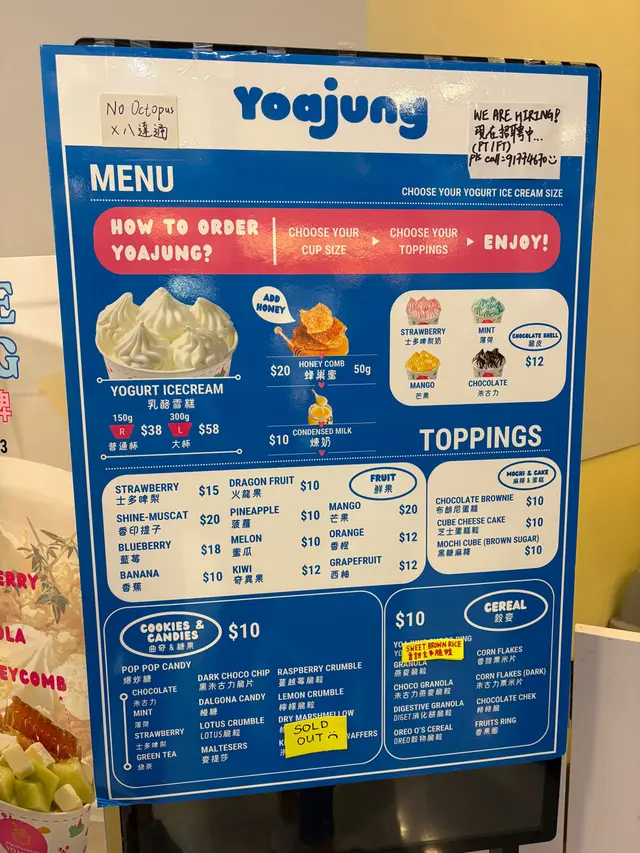 No Octopus
x 八達通
Yoajung
WE ARE HIRING!
現在招聘中...
(PT/FT)
pls call=91774670
MENU
CHOOSE YOUR YOGURT ICE CREAM SIZE
HOW TO ORDER
YOAJUNG?
CHOOSE YOUR
CUP SIZE
CHOOSE YOUR
TOPPINGS
ENJOY!
YOGURT ICECREAM
乳酪雪糕
150g
R
$38
普通杯
300g
L
$58
大杯
ADD
HONEY
$20
HONEY COMB
蜂巢蜜
50g
$10
CONDENSED MILK
煉奶
STRAWBERRY
士多啤梨奶
MINT
薄荷
MANGO
芒果
CHOCOLATE
朱古力
CHOCOLATE SHELL
脆皮
$12
TOPPINGS
FRUIT
鮮果
STRAWBERRY $15
士多啤梨
SHINE-MUSCAT $20
香印提子
BLUEBERRY $18
藍莓
BANANA $10
香蕉
DRAGON FRUIT $10
火龍果
PINEAPPLE $10
菠蘿
MELON $10
蜜瓜
KIWI $12
奇異果
MANGO $20
芒果
ORANGE $12
香橙
GRAPEFRUIT $12
西柚
MOCHI & CAKE
麻糬 & 蛋糕
CHOCOLATE BROWNIE $10
布朗尼蛋糕
CUBE CHEESE CAKE $10
芝士蛋糕粒
MOCHI CUBE (BROWN SUGAR) $10
黑糖麻糬
COOKIES &
CANDIES
曲奇 & 糖果
$10
POP POP CANDY
爆炸糖
CHOCOLATE
朱古力
MINT
薄荷
STRAWBERRY
士多啤梨
GREEN TEA
綠茶
DARK CHOCO CHIP
黑朱古力脆片
DALGONA CANDY
椪糖
LOTUS CRUMBLE
LOTUS脆粒
MALTESERS
麥提莎
RASPBERRY CRUMBLE
蔓越莓脆粒
LEMON CRUMBLE
檸檬脆粒
DRY MARSHMELLOW
WAFFERS
SOLD
OUT
$10
CEREAL
穀麥
SWEET BROWN RICE
GRANOLA
燕麥脆粒
CHOCO GRANOLA
朱古力燕麥脆粒
DIGESTIVE GRANOLA
DIGET消化餅脆粒
OREO O'S CEREAL
OREO穀物脆粒
CORN FLAKES
香甜粟米片
CORN FLAKES (DARK)
朱古力粟米片
CHOCOLATE CHEK
FRUITS RING
香果圈
E
G
啤
3
ERRY
OLA
EYCOMB